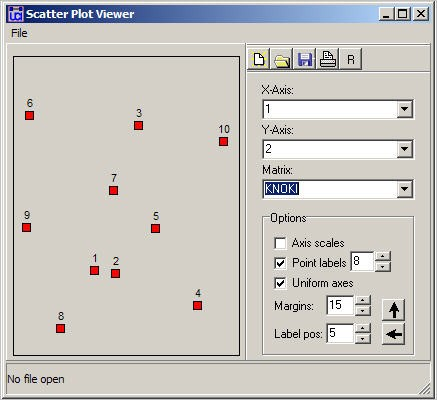 Scatter Plot Viewer
File
6
3
10
7
9
5
1
2
4
8
R
X-Axis:
1
Y-Axis:
2
Matrix:
KNOKI
Options
Axis scales
Point labels 8
Uniform axes
Margins: 15
Label pos: 5
No file open